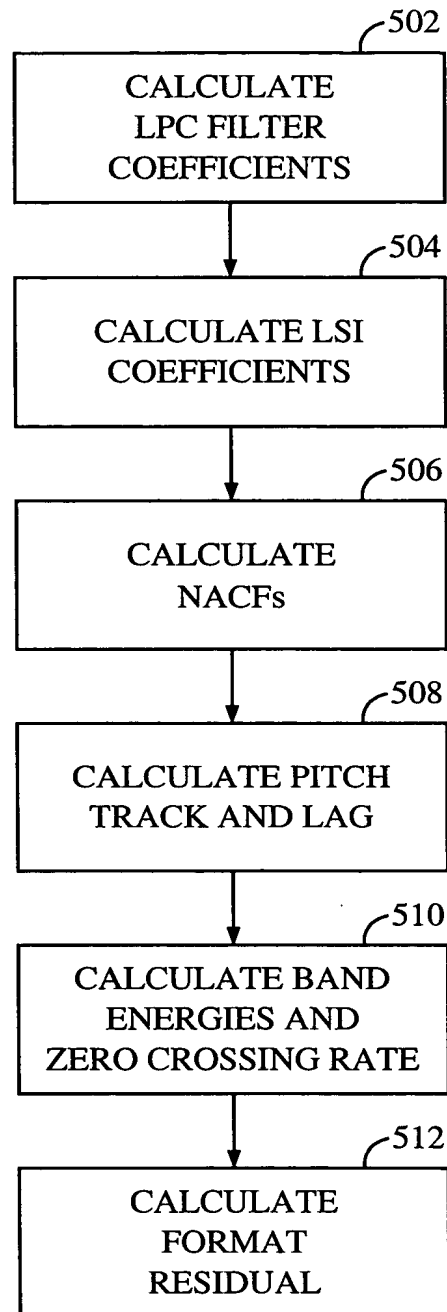 502
CALCULATE
LPC FILTER
COEFFICIENTS
504
CALCULATE LSI
COEFFICIENTS
506
CALCULATE
NACFs
508
CALCULATE PITCH
TRACK AND LAG
510
CALCULATE BAND
ENERGIES AND
ZERO CROSSING RATE
512
CALCULATE
FORMAT
RESIDUAL